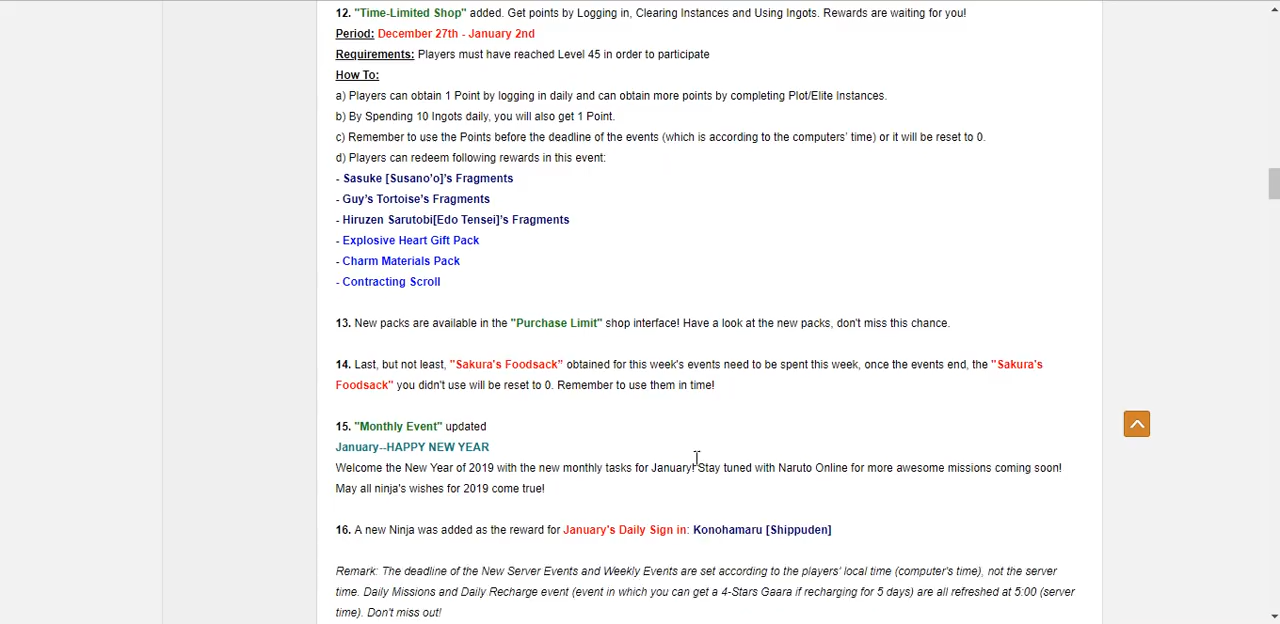 12. "Time-Limited Shop" added. Get points by Logging in, Clearing Instances and Using Ingots. Rewards are waiting for you!
Period: December 27th - January 2nd
Requirements: Players must have reached Level 45 in order to participate
How To:
a) Players can obtain 1 Point by logging in daily and can obtain more points by completing Plot/Elite Instances.
b) By Spending 10 Ingots daily, you will also get 1 Point.
c) Remember to use the Points before the deadline of the events (which is according to the computers' time) or it will be reset to 0.
d) Players can redeem following rewards in this event:
- Sasuke [Susano'o]'s Fragments
- Guy's Tortoise's Fragments
- Hiruzen Sarutobi[Edo Tensei]'s Fragments
- Explosive Heart Gift Pack
- Charm Materials Pack
- Contracting Scroll
13. New packs are available in the "Purchase Limit" shop interface! Have a look at the new packs, don't miss this chance.
14. Last, but not least, "Sakura's Foodsack" obtained for this week's events need to be spent this week, once the events end, the "Sakura's
Foodsack" you didn't use will be reset to 0. Remember to use them in time!
15. "Monthly Event" updated
January--HAPPY NEW YEAR
Welcome the New Year of 2019 with the new monthly tasks for January! Stay tuned with Naruto Online for more awesome missions coming soon!
May all ninja's wishes for 2019 come true!
16. A new Ninja was added as the reward for January's Daily Sign in: Konohamaru [Shippuden]
Remark: The deadline of the New Server Events and Weekly Events are set according to the players' local time (computer's time), not the server
time. Daily Missions and Daily Recharge event (event in which you can get a 4-Stars Gaara if recharging for 5 days) are all refreshed at 5:00 (server
time). Don't miss out!